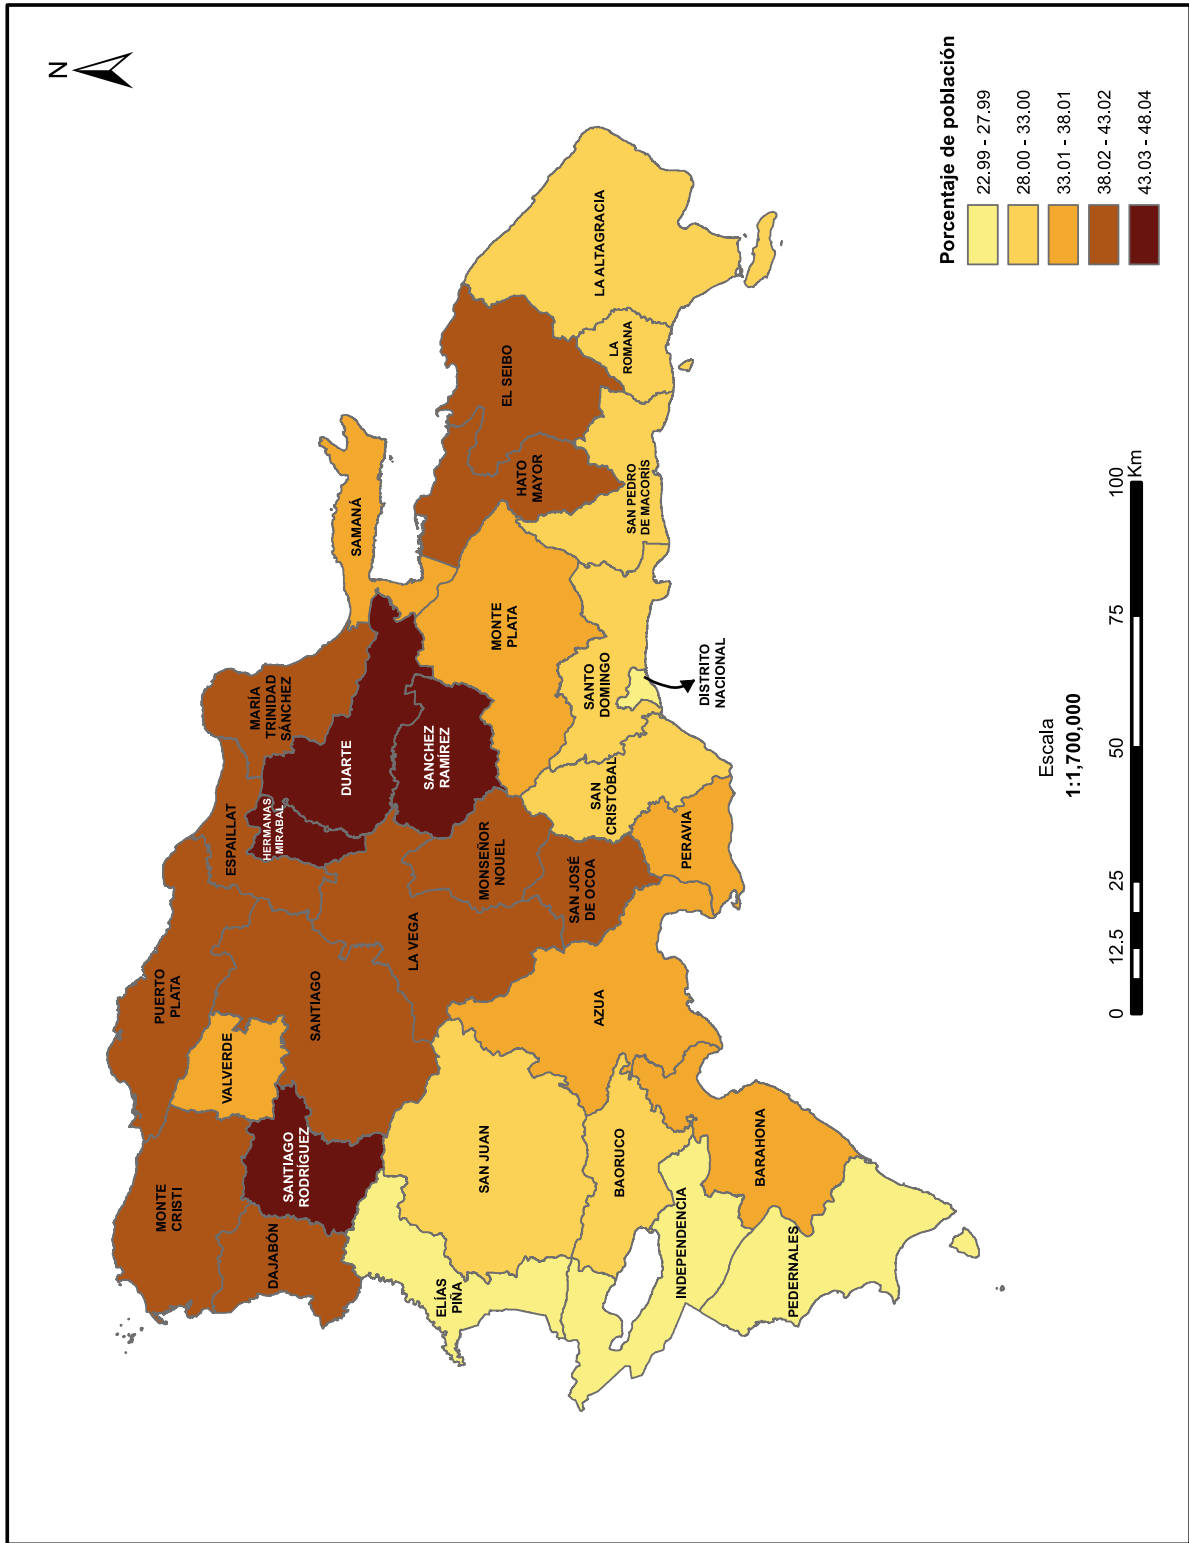 N
PUERTO
PLATA
ESPAILLAT
MARÍA
TRINIDAD
SÁNCHEZ
SAMANÁ
MONTE
CRISTI
VALVERDE
HERMANAS
MIRABAL
DUARTE
DAJABÓN
SANTIAGO
RODRÍGUEZ
SANTIAGO
LA VEGA
SANCHEZ
RAMÍREZ
MONSEÑOR
NOUEL
MONTE
PLATA
HATO
MAYOR
EL SEIBO
LA ALTAGRACIA
ELÍAS
PIÑA
SAN JUAN
AZUA
SAN JOSÉ
DE OCOA
SAN
CRISTÓBAL
SANTO
DOMINGO
SAN PEDRO
DE MACORÍS
LA
ROMANA
BAORUCO
INDEPENDENCIA
BARAHONA
PEDERNALES
PERAVIA
DISTRITO
NACIONAL
Porcentaje de población
22.99 - 27.99
28.00 - 33.00
33.01 - 38.01
38.02 - 43.02
43.03 - 48.04
Escala
1:1,700,000
0 12.5 25 50 75 100
Km